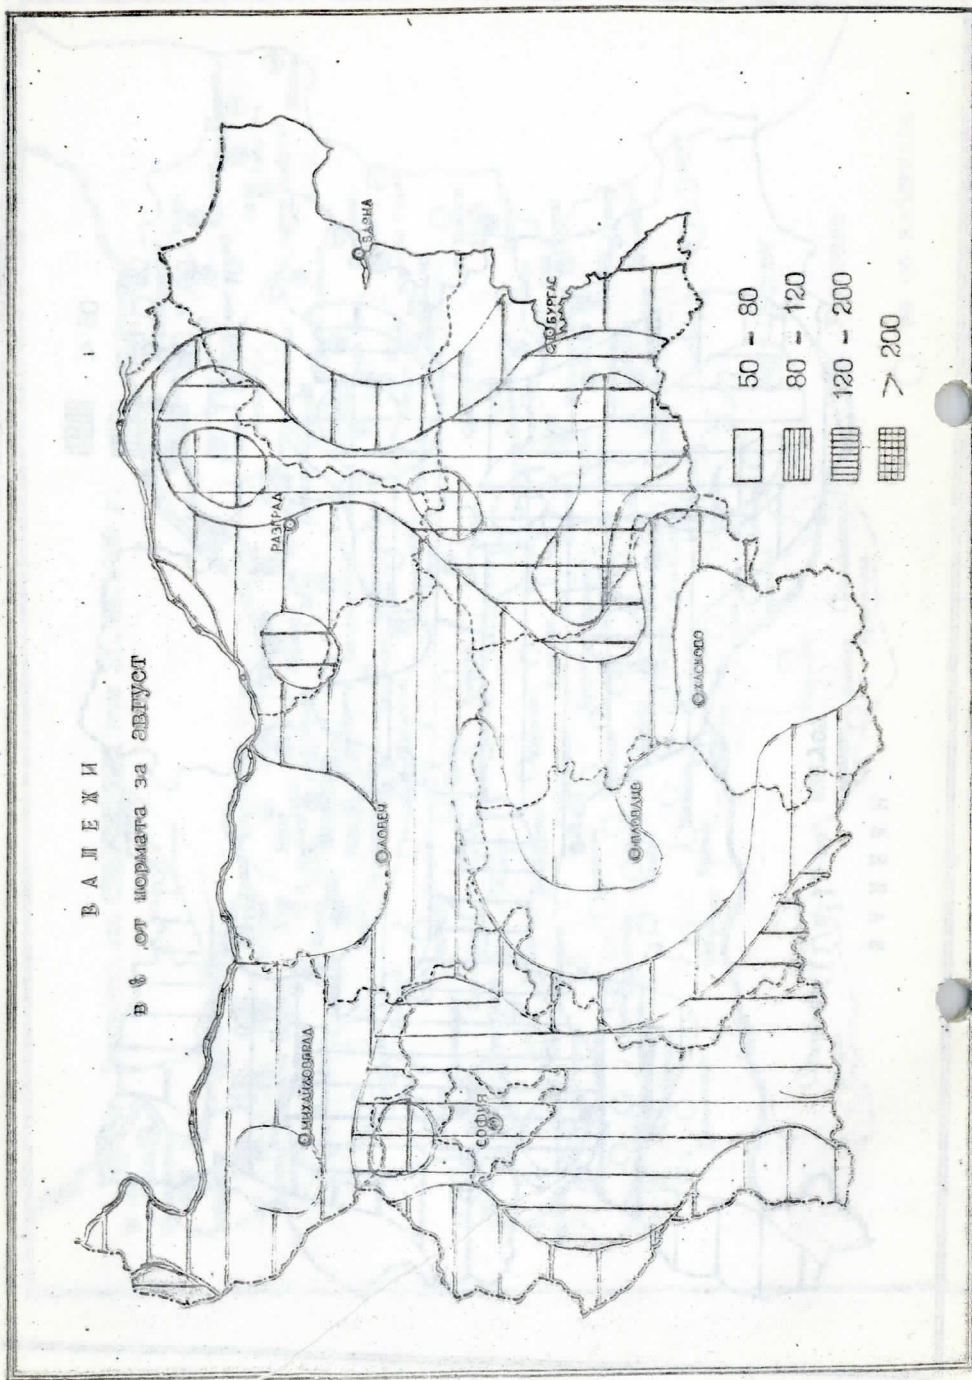 ВАЛЕЖИ
в % от нормата за август
ВАРНА
БУРГАС
РАЗГРАД
ХАСКОВО
ЛОВЕЧ
ПЛОВДИВ
МИХАЙЛОВГРАД
СОФИЯ
50 - 80
80 - 120
120 - 200
> 200